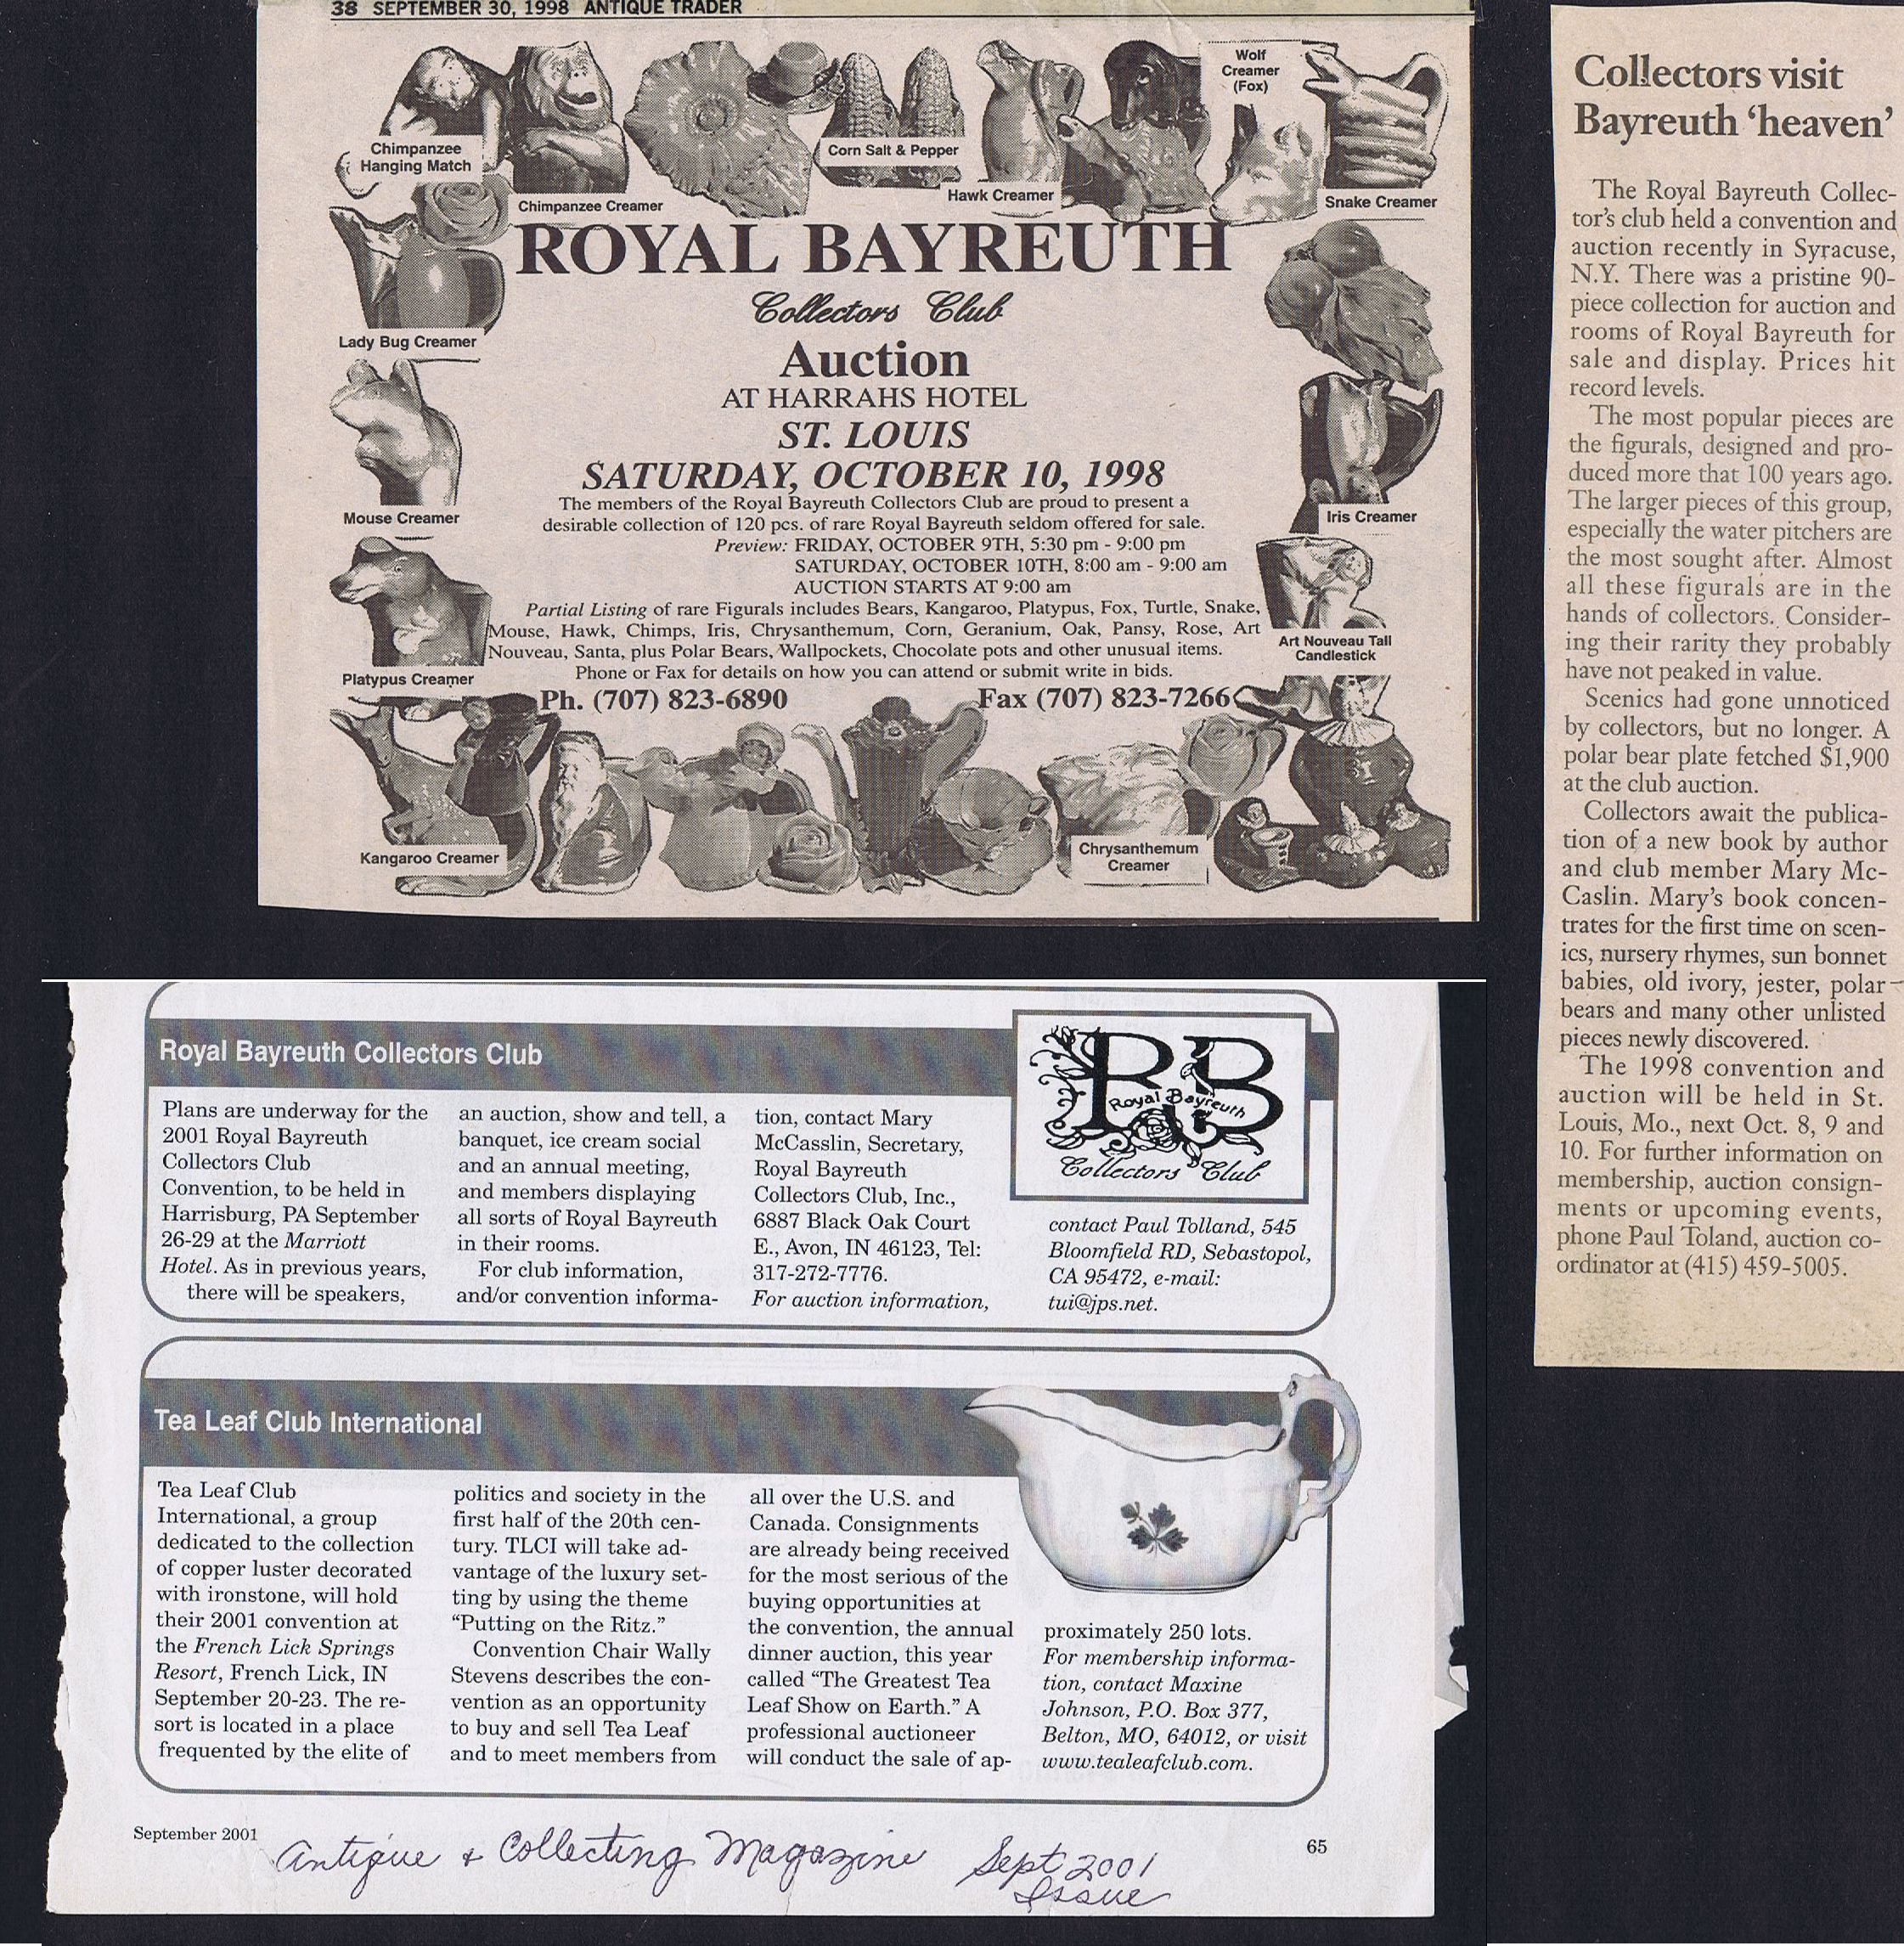 38 SEPTEMBER 30, 1998 ANTIQUE TRADER
Chimpanzee
Hanging Match
Chimpanzee Creamer
Corn Salt & Pepper
Hawk Creamer
Wolf
Creamer
(Fox)
Snake Creamer
ROYAL BAYREUTH
Collectors Club
Auction
AT HARRAHS HOTEL
ST. LOUIS
SATURDAY, OCTOBER 10, 1998
The members of the Royal Bayreuth Collectors Club are proud to present a
desirable collection of 120 pcs. of rare Royal Bayreuth seldom offered for sale.
Preview: FRIDAY, OCTOBER 9TH, 5:30 pm - 9:00 pm
SATURDAY, OCTOBER 10TH, 8:00 am - 9:00 am
AUCTION STARTS AT 9:00 am
Partial Listing of rare Figurals includes Bears, Kangaroo, Platypus, Fox, Turtle, Snake,
Mouse, Hawk, Chimps, Iris, Chrysanthemum, Corn, Geranium, Oak, Pansy, Rose, Art
Nouveau, Santa, plus Polar Bears, Wallpockets, Chocolate pots and other unusual items.
Phone or Fax for details on how you can attend or submit write in bids.
Ph. (707) 823-6890 Fax (707) 823-7266
Lady Bug Creamer
Mouse Creamer
Platypus Creamer
Iris Creamer
Art Nouveau Tall
Candlestick
Kangaroo Creamer
Chrysanthemum
Creamer
Collectors visit
Bayreuth ‘heaven’
The Royal Bayreuth Collec-
tor's club held a convention and
auction recently in Syracuse,
N.Y. There was a pristine 90-
piece collection for auction and
rooms of Royal Bayreuth for
sale and display. Prices hit
record levels.
The most popular pieces are
the figurals, designed and pro-
duced more that 100 years ago.
The larger pieces of this group,
especially the water pitchers are
the most sought after. Almost
all these figurals are in the
hands of collectors. Consider-
ing their rarity they probably
have not peaked in value.
Scenics had gone unnoticed
by collectors, but no longer. A
polar bear plate fetched $1,900
at the club auction.
Collectors await the publica-
tion of a new book by author
and club member Mary Mc-
Caslin. Mary's book concen-
trates for the first time on scen-
ics, nursery rhymes, sun bonnet
babies, old ivory, jester, polar
bears and many other unlisted
pieces newly discovered.
The 1998 convention and
auction will be held in St.
Louis, Mo., next Oct. 8, 9 and
10. For further information on
membership, auction consign-
ments or upcoming events,
phone Paul Toland, auction co-
ordinator at (415) 459-5005.
Royal Bayreuth Collectors Club
RB
Royal Bayreuth
Collectors Club
Plans are underway for the
2001 Royal Bayreuth
Collectors Club
Convention, to be held in
Harrisburg, PA September
26-29 at the Marriott
Hotel. As in previous years,
there will be speakers,
an auction, show and tell, a
banquet, ice cream social
and an annual meeting,
and members displaying
all sorts of Royal Bayreuth
in their rooms.
For club information,
and/or convention informa-
tion, contact Mary
McCasslin, Secretary,
Royal Bayreuth
Collectors Club, Inc.,
6887 Black Oak Court
E., Avon, IN 46123, Tel:
317-272-7776.
For auction information,
contact Paul Tolland, 545
Bloomfield RD, Sebastopol,
CA 95472, e-mail:
tui@jps.net.
Tea Leaf Club International
Tea Leaf Club
International, a group
dedicated to the collection
of copper luster decorated
with ironstone, will hold
their 2001 convention at
the French Lick Springs
Resort, French Lick, IN
September 20-23. The re-
sort is located in a place
frequented by the elite of
politics and society in the
first half of the 20th cen-
tury. TLCI will take ad-
vantage of the luxury set-
ting by using the theme
“Putting on the Ritz.”
Convention Chair Wally
Stevens describes the con-
vention as an opportunity
to buy and sell Tea Leaf
and to meet members from
all over the U.S. and
Canada. Consignments
are already being received
for the most serious of the
buying opportunities at
the convention, the annual
dinner auction, this year
called “The Greatest Tea
Leaf Show on Earth.” A
professional auctioneer
will conduct the sale of ap-
proximately 250 lots.
For membership informa-
tion, contact Maxine
Johnson, P.O. Box 377,
Belton, MO, 64012, or visit
www.tealeafclub.com.
September 2001
65
Antique + Collecting Magazine Sept 2001
Issue